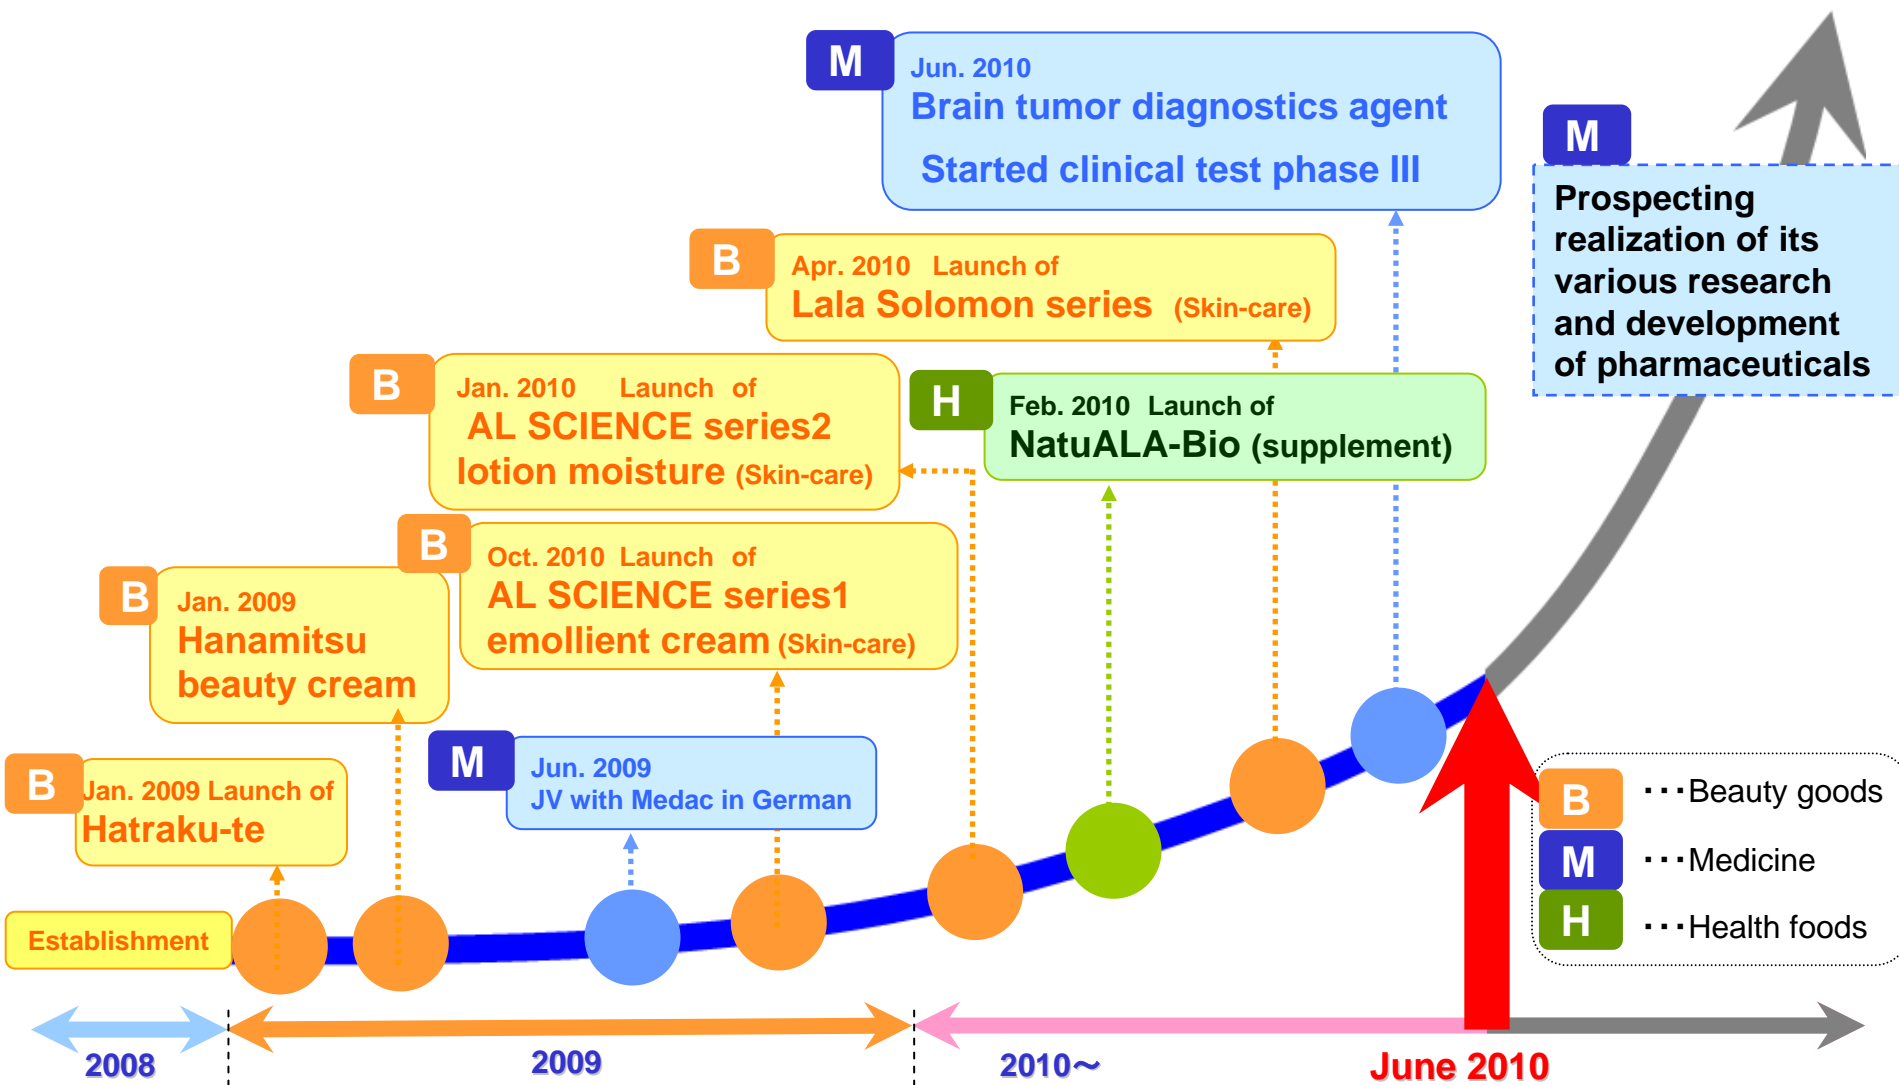 M
Jun. 2010
Brain tumor diagnostics agent
Started clinical test phase III
M
Prospecting
realization of its
various research
and development
of pharmaceuticals
B
Apr. 2010 Launch of
Lala Solomon series (Skin-care)
B
Jan. 2010 Launch of
AL SCIENCE series2
lotion moisture (Skin-care)
H
Feb. 2010 Launch of
NatuALA-Bio (supplement)
B
Oct. 2010 Launch of
AL SCIENCE series1
emollient cream (Skin-care)
B
Jan. 2009
Hanamitsu
beauty cream
M
Jun. 2009
JV with Medac in German
B
Jan. 2009 Launch of
Hatraku-te
Establishment
B ･･･Beauty goods
M ･･･Medicine
H ･･･Health foods
2008
2009
2010～
June 2010